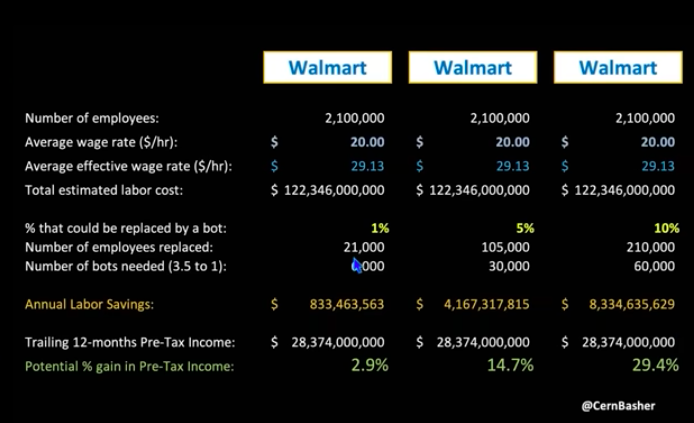 Walmart Walmart Walmart
Number of employees: 2,100,000 2,100,000 2,100,000
Average wage rate ($/hr): $ 20.00 $ 20.00 $ 20.00
Average effective wage rate ($/hr): $ 29.13 $ 29.13 $ 29.13
Total estimated labor cost: $ 122,346,000,000 $ 122,346,000,000 $ 122,346,000,000
% that could be replaced by a bot: 1% 5% 10%
Number of employees replaced: 21,000 105,000 210,000
Number of bots needed (3.5 to 1): 6,000 30,000 60,000
Annual Labor Savings: $ 833,463,563 $ 4,167,317,815 $ 8,334,635,629
Trailing 12-months Pre-Tax Income: $ 28,374,000,000 $ 28,374,000,000 $ 28,374,000,000
Potential % gain in Pre-Tax Income: 2.9% 14.7% 29.4%
@CernBasher